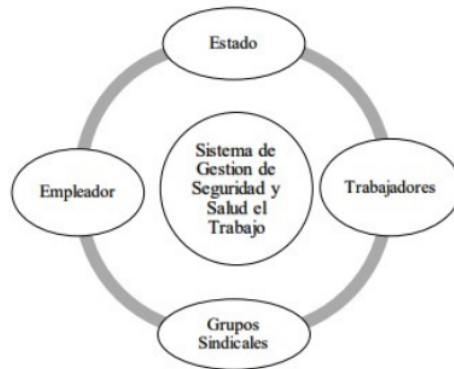 Estado
Empleador
Sistema de
Gestion de
Seguridad y
Salud el
Trabajo
Trabajadores
Grupos
Sindicales